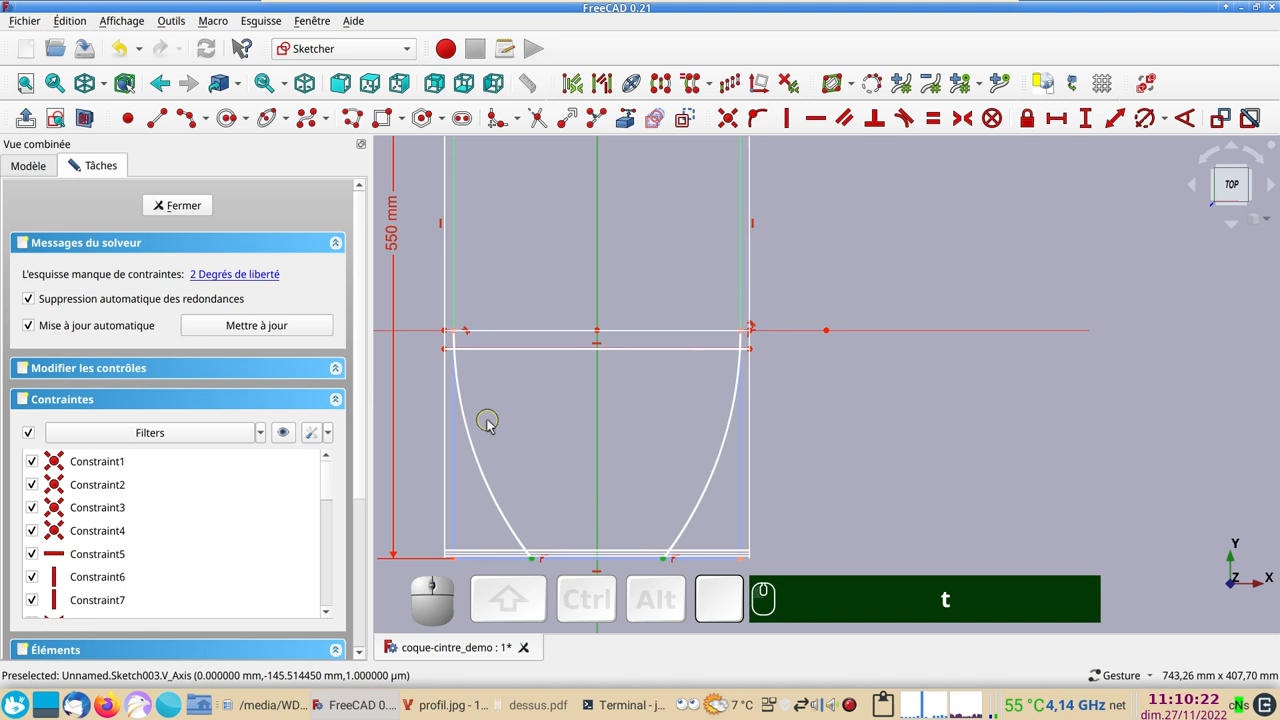 FreeCAD 0.21
Fichier Édition Affichage Outils Macro Esquisse Fenêtre Aide
Sketcher
Vue combinée
Modèle Tâches
Fermer
Messages du solveur
L'esquisse manque de contraintes: 2 Degrés de liberté
Suppression automatique des redondances
Mise à jour automatique Mettre à jour
Modifier les contrôles
Contraintes
Filters
Constraint1
Constraint2
Constraint3
Constraint4
Constraint5
Constraint6
Constraint7
Éléments
550 mm
TOP
Y
Z X
Ctrl Alt t
coque-cintre_demo : 1*
Preselected: Unnamed.Sketch003.V_Axis (0.000000 mm,-145.514450 mm,1.000000 µm) Gesture 743,26 mm x 407,70 mm
/media/WD... FreeCAD 0.... profil.jpg - 1... dessus.pdf Terminal - j... 7 °C 55 °C 4,14 GHz net 11:10:22
dim.27/11/2022 cNs